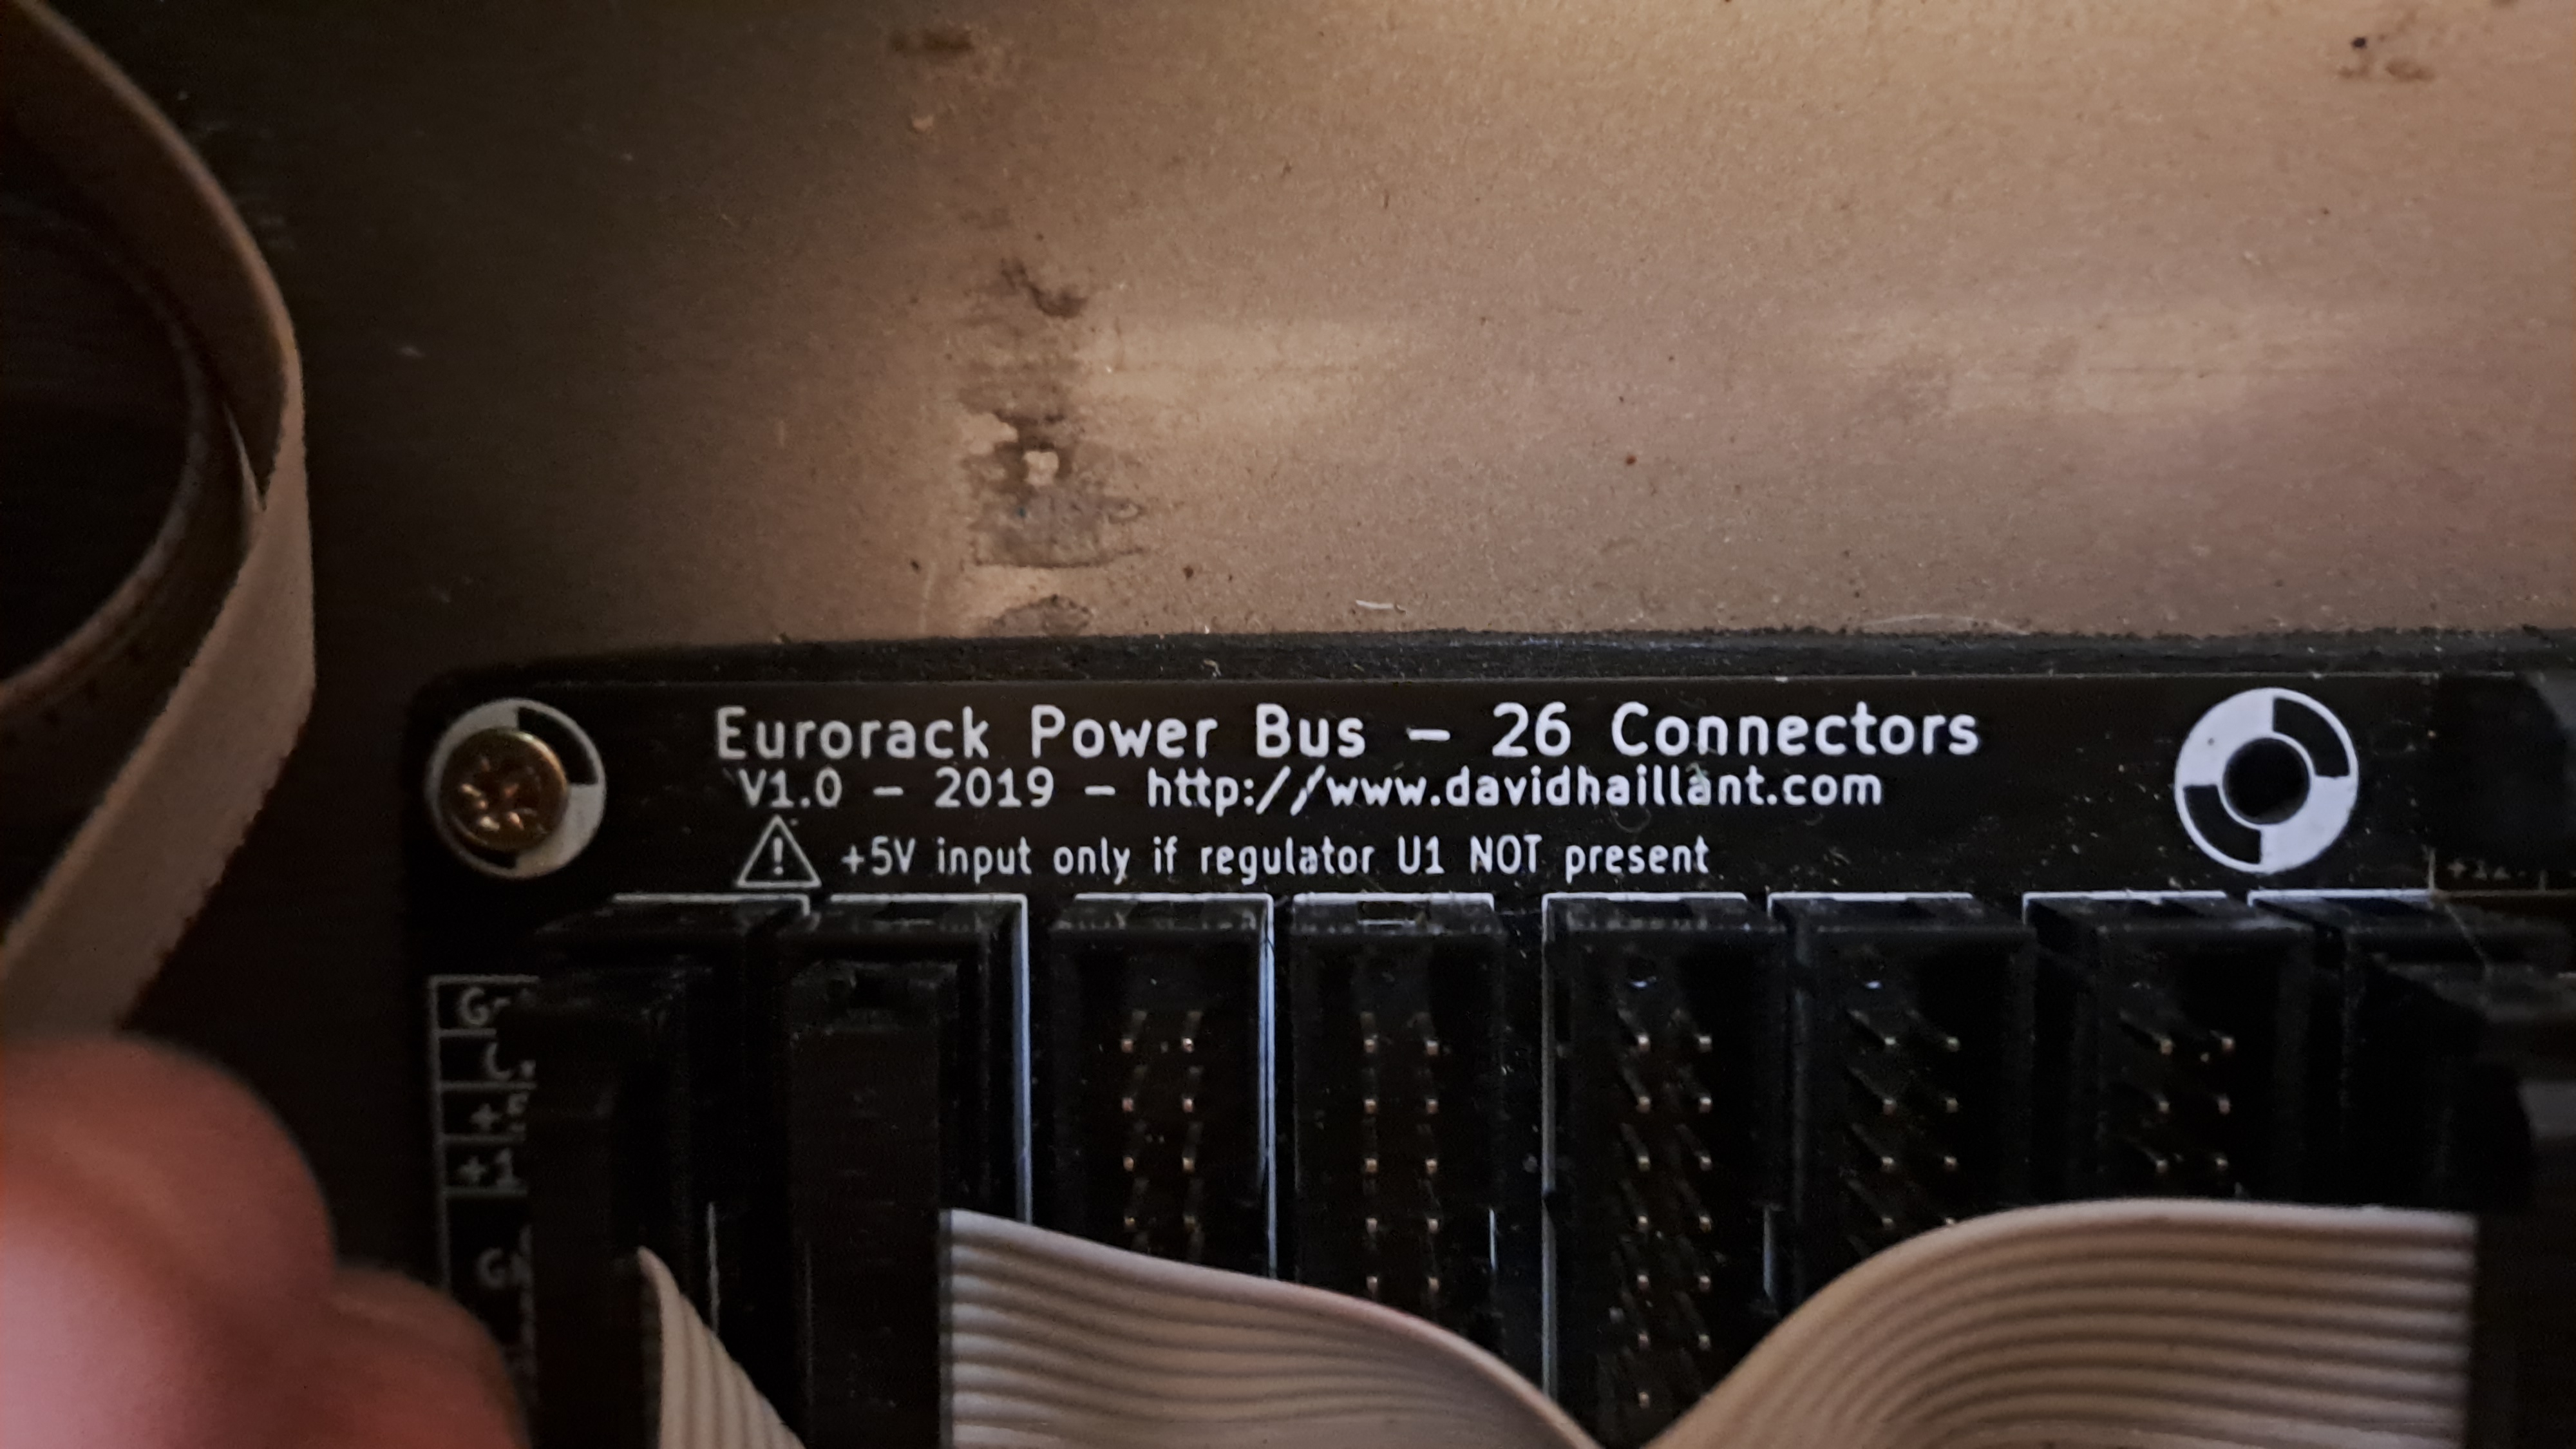 Eurorack Power Bus – 26 Connectors
V1.0 – 2019 – http://www.davidhaillant.com
+5V input only if regulator U1 NOT present